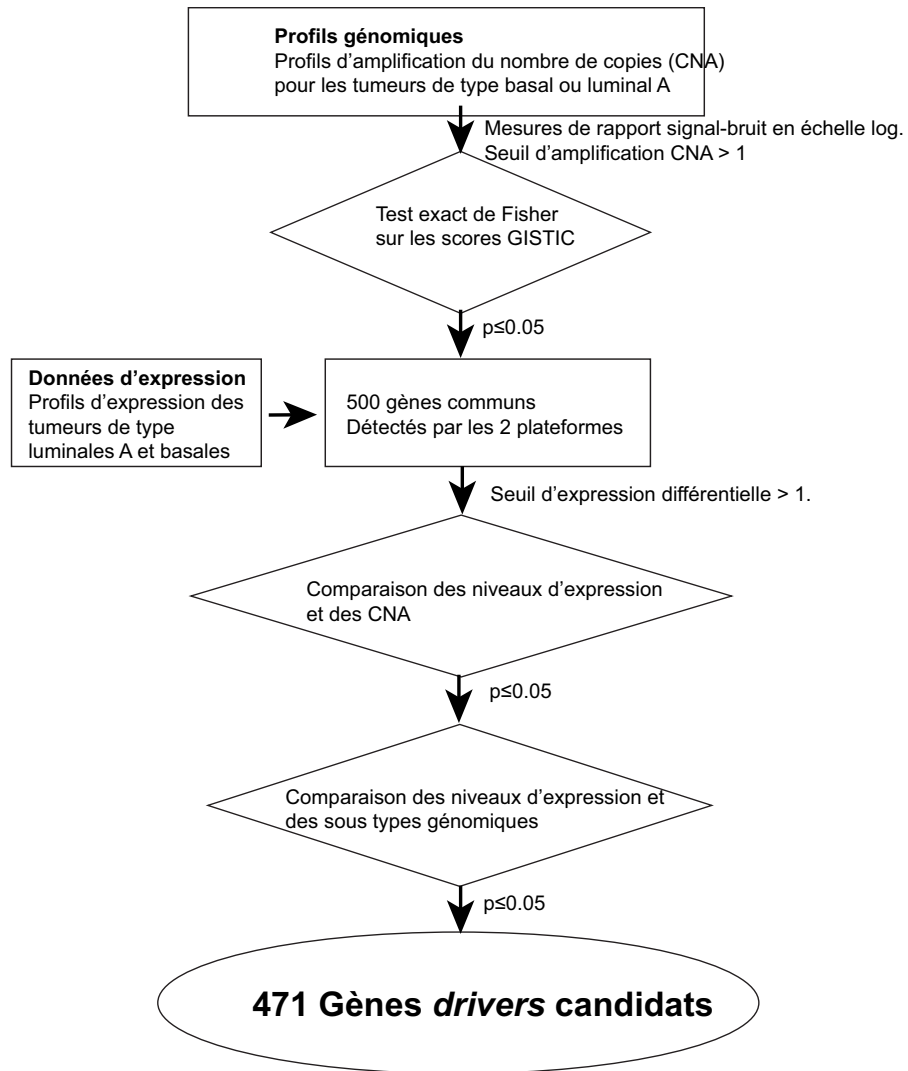 Profils génomiques
Profils d'amplification du nombre de copies (CNA)
pour les tumeurs de type basal ou luminal A
Mesures de rapport signal-bruit en échelle log.
Seuil d'amplification CNA > 1
Test exact de Fisher
sur les scores GISTIC
p≤0.05
Données d'expression
Profils d'expression des
tumeurs de type
luminales A et basales
500 gènes communs
Détectés par les 2 plateformes
Seuil d'expression différentielle > 1.
Comparaison des niveaux d'expression
et des CNA
p≤0.05
Comparaison des niveaux d'expression et
des sous types génomiques
p≤0.05
471 Gènes drivers candidats